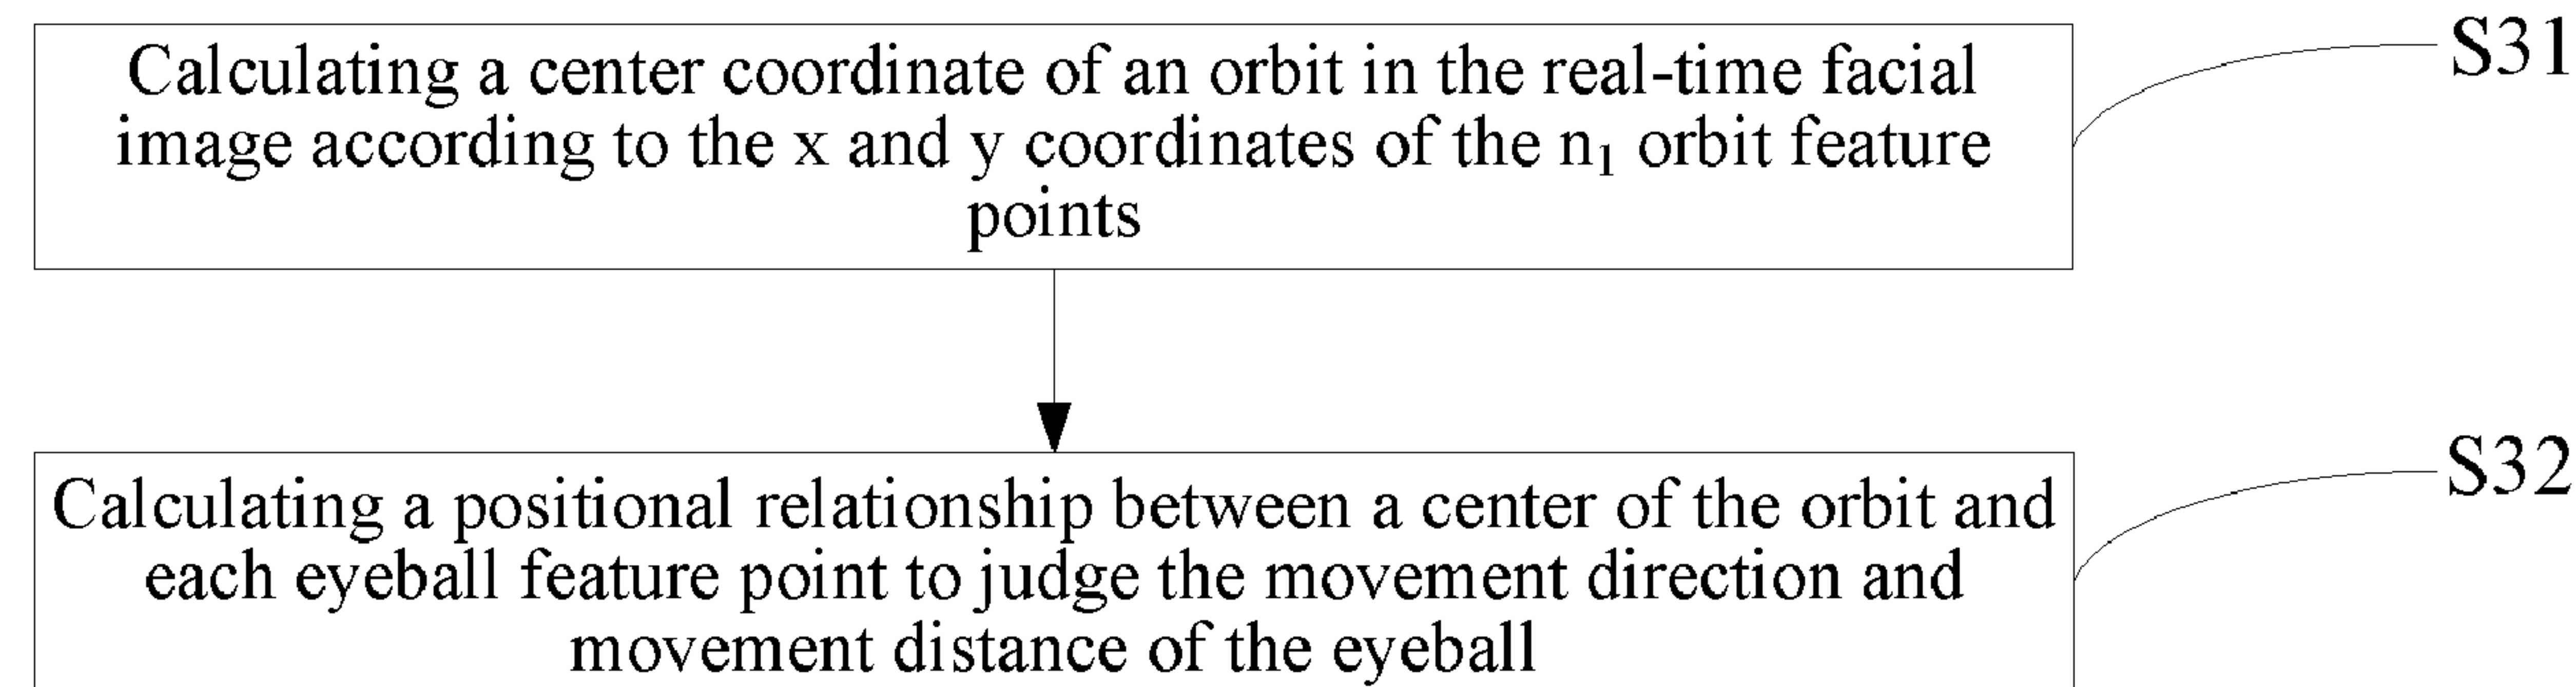 Calculating a center coordinate of an orbit in the real-time facial
image according to the x and y coordinates of the n₁ orbit feature
points
S31
Calculating a positional relationship between a center of the orbit and
each eyeball feature point to judge the movement direction and
movement distance of the eyeball
S32